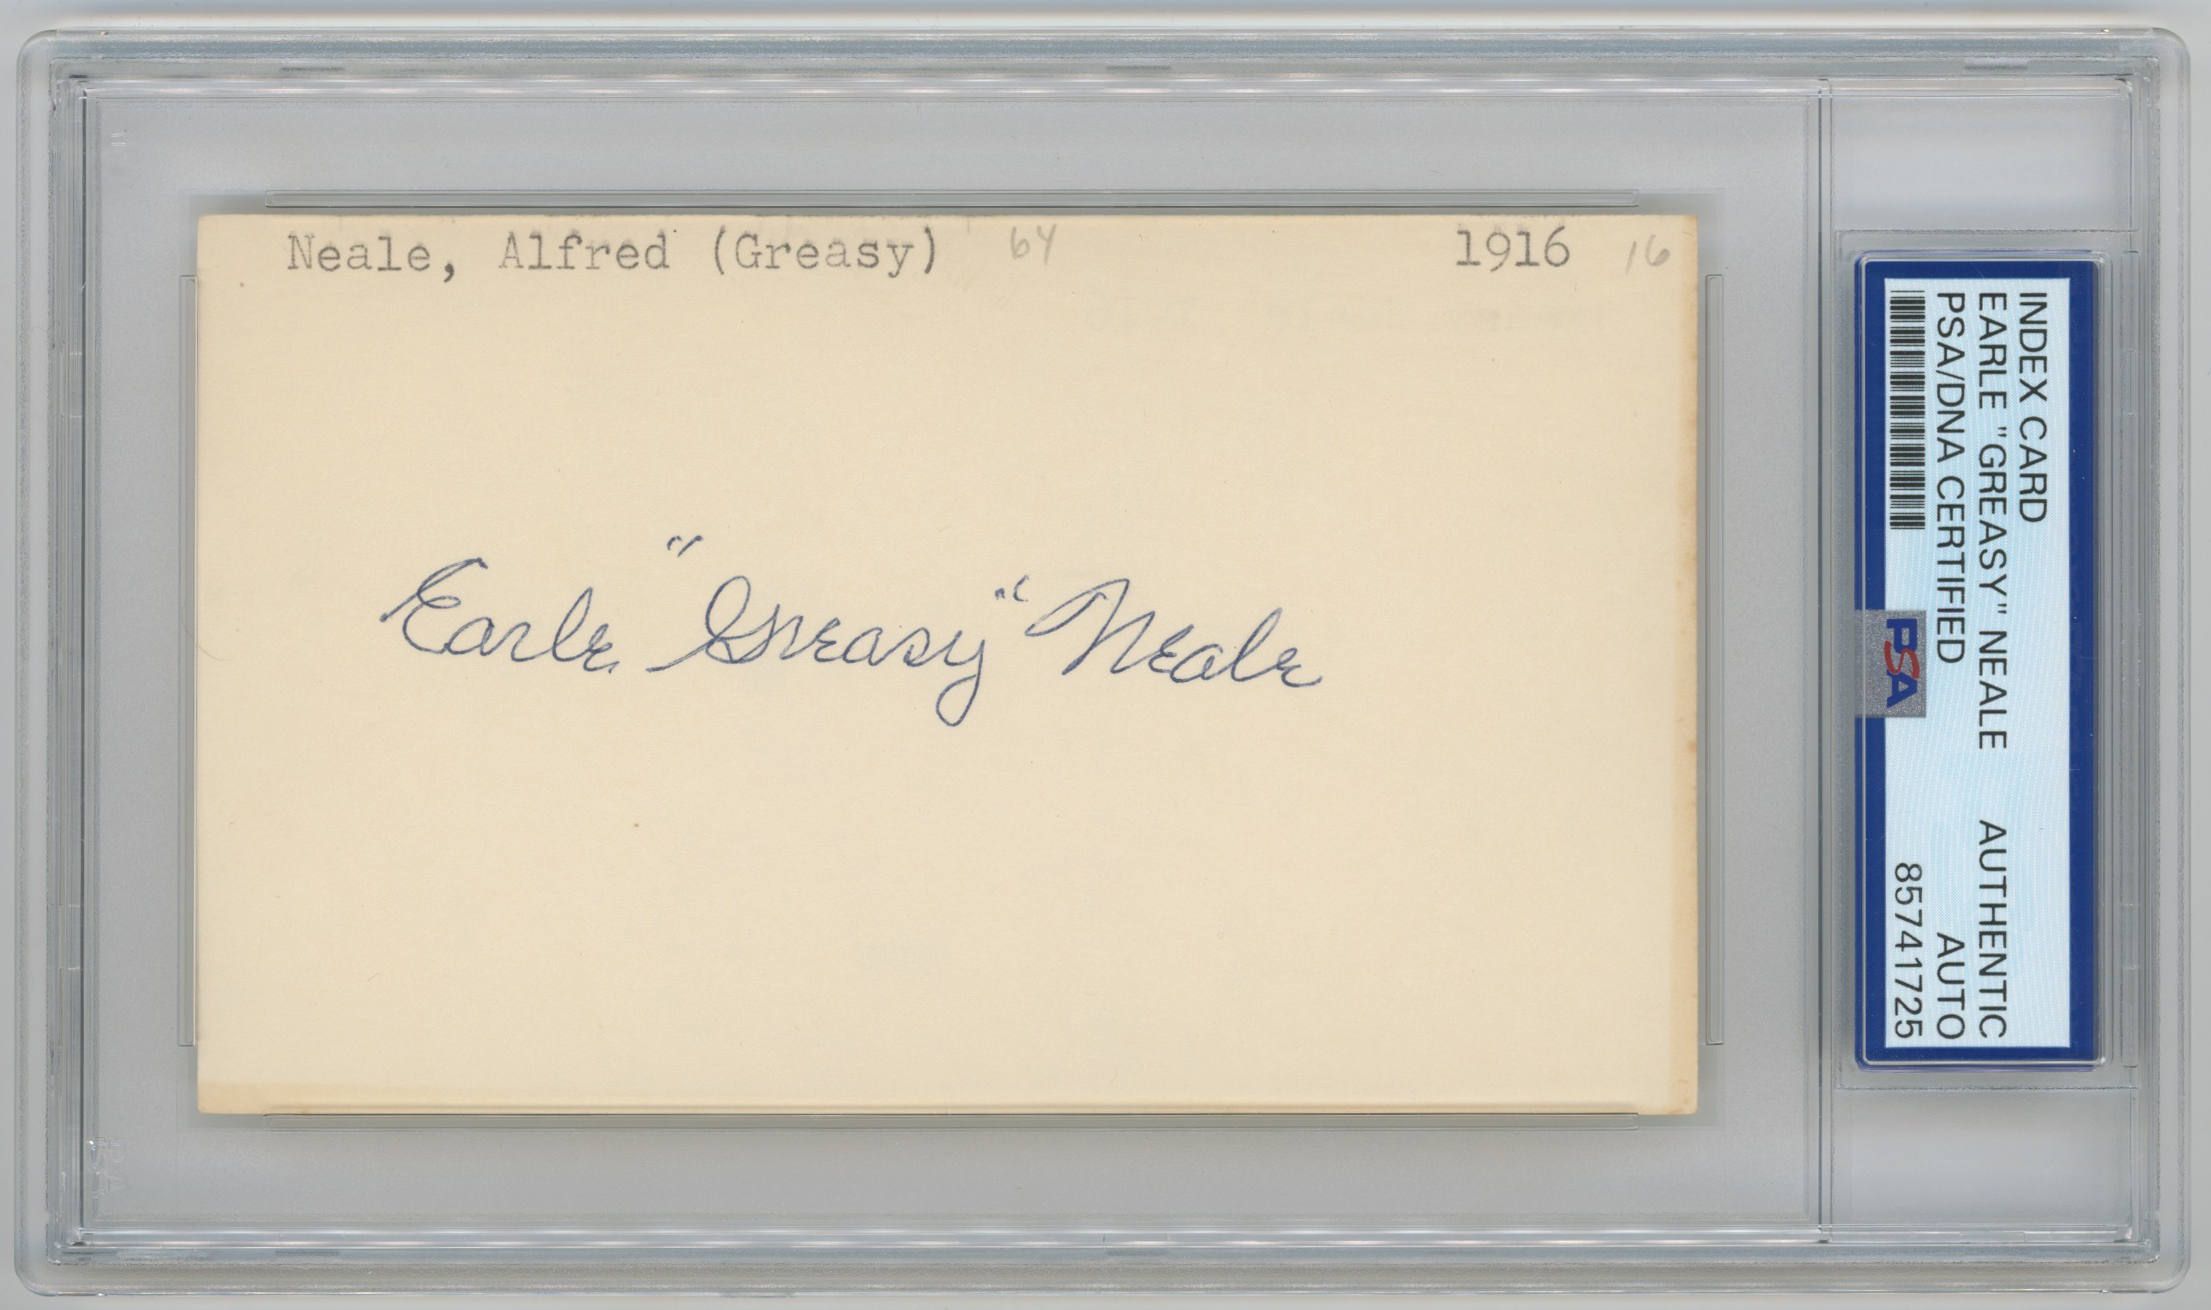 Neale, Alfred (Greasy) 64 1916 16
Earle "Greasy" Neale
INDEX CARD
EARLE "GREASY" NEALE AUTHENTIC
PSA/DNA CERTIFIED AUTO
85741725
PSA